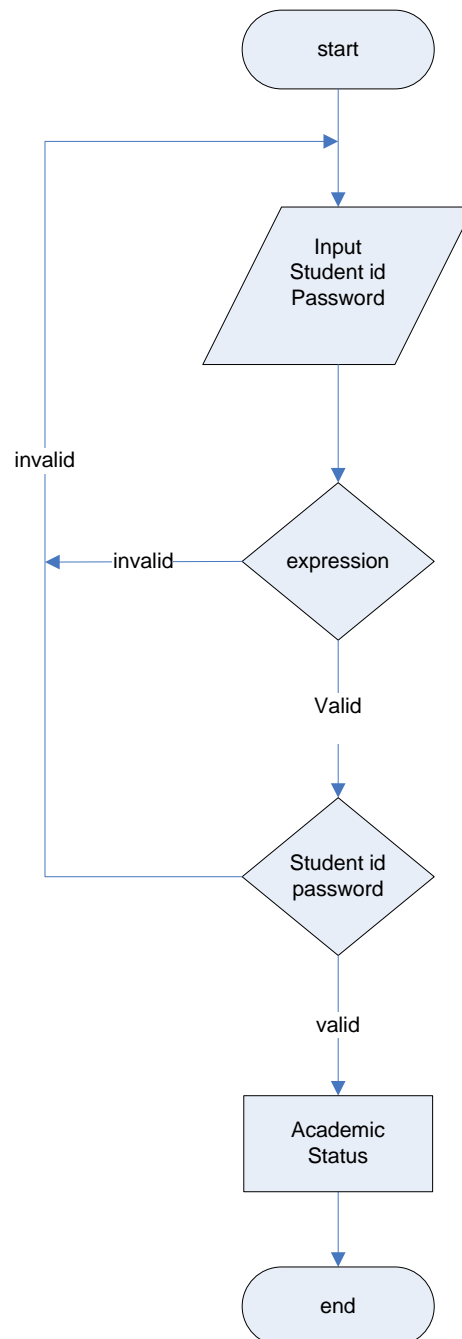 start
Input
Student id
Password
invalid
invalid
expression
Valid
Student id
password
valid
Academic
Status
end